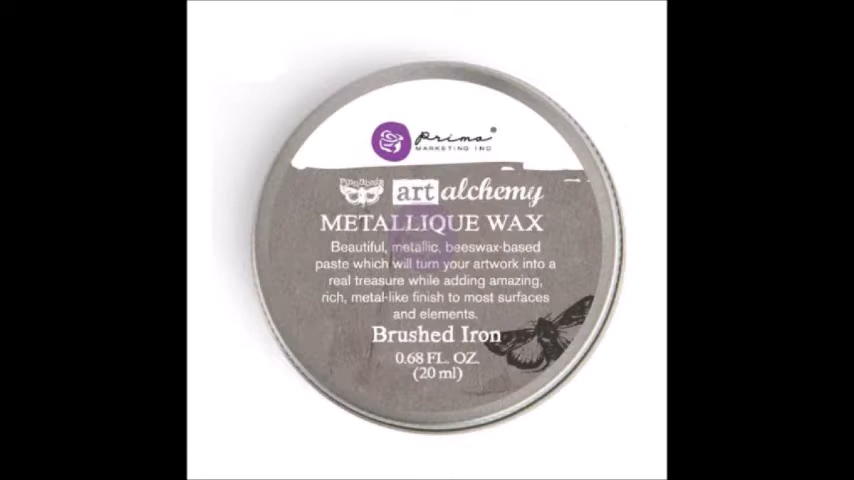 Prima®
MARKETING INC
Finnabair
art alchemy
METALLIQUE WAX
Beautiful, metallic, beeswax-based
paste which will turn your artwork into a
real treasure while adding amazing,
rich, metal-like finish to most surfaces
and elements.
Brushed Iron
0.68 FL. OZ.
(20 ml)